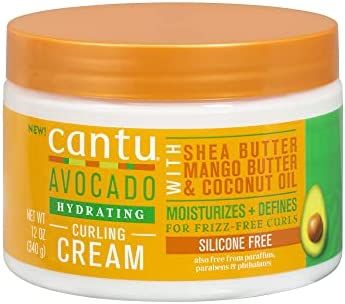 NEW!
cantu
AVOCADO
HYDRATING
CURLING
CREAM
NET WT
12 OZ
(340 g)
WITH
SHEA BUTTER
MANGO BUTTER
& COCONUT OIL
MOISTURIZES + DEFINES
FOR FRIZZ-FREE CURLS
SILICONE FREE
also free from paraffin,
parabens & phthalates